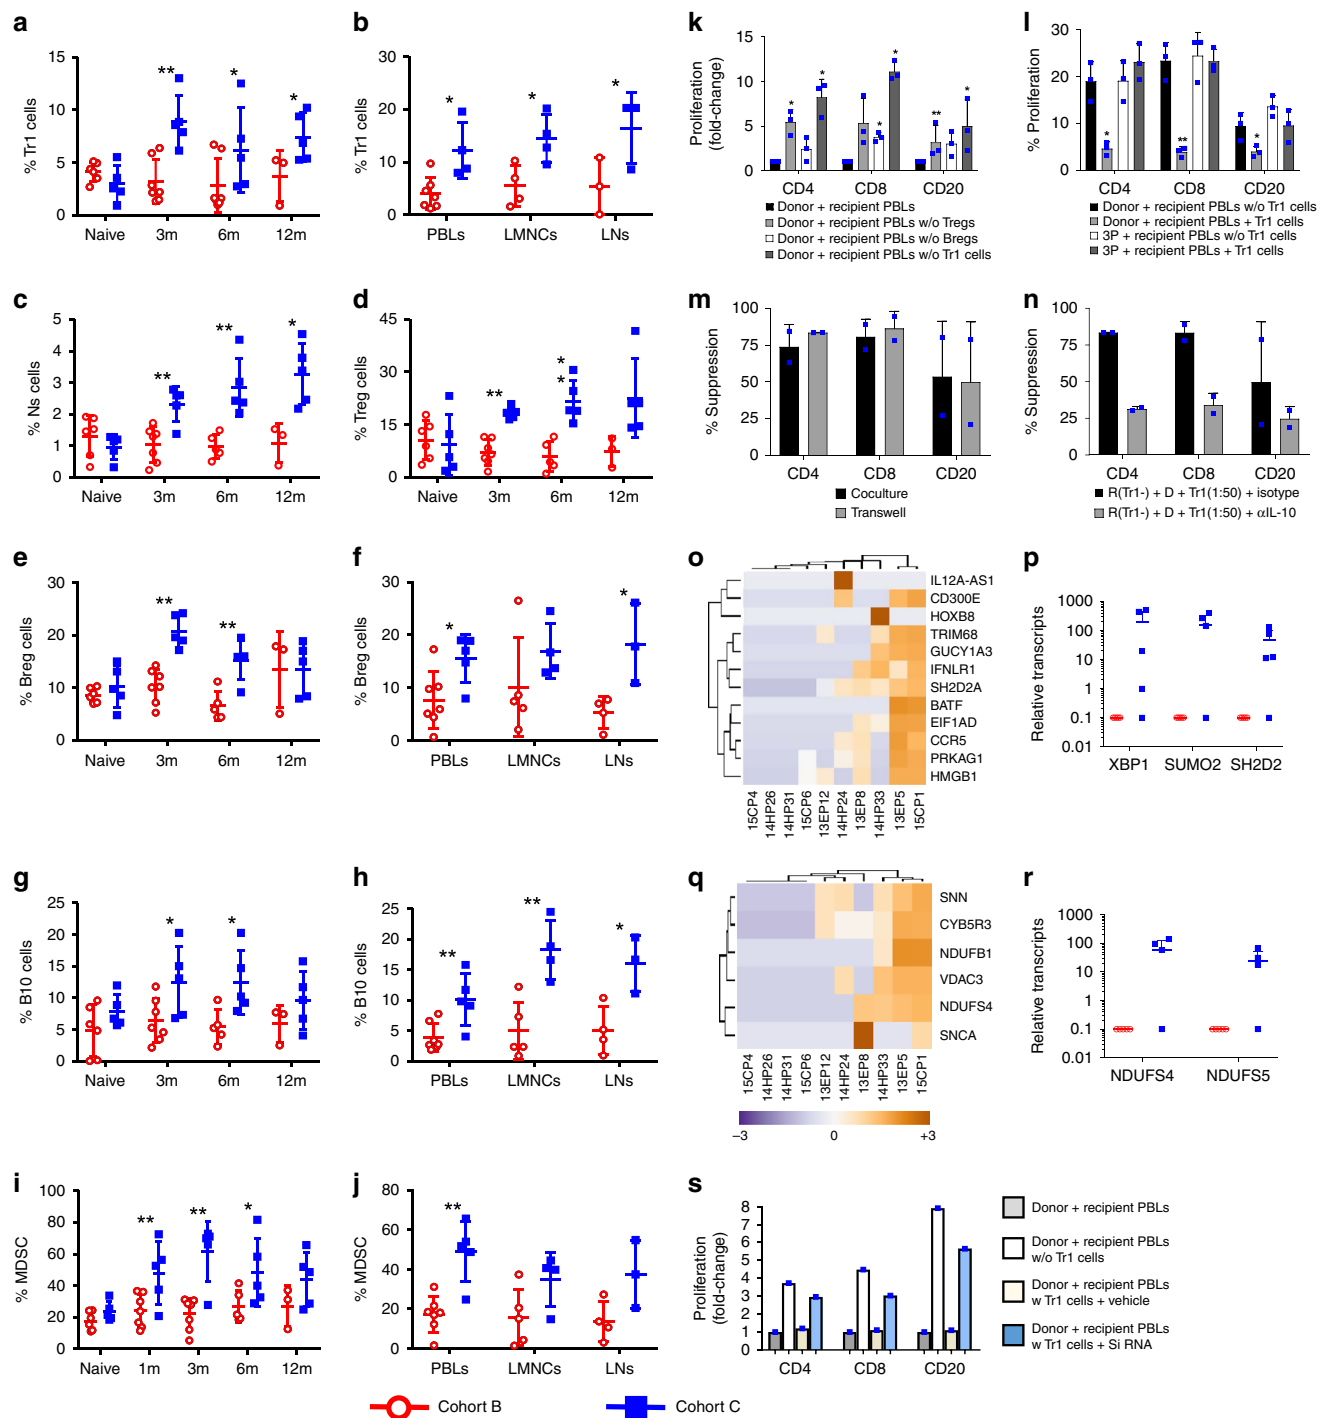 a
% Tr1 cells
15
10
5
0
**
*
*
Naive 3m 6m 12m
b
% Tr1 cells
30
20
10
0
*
*
*
PBLs LMNCs LNs
c
% Ns cells
5
4
3
2
1
0
**
**
*
Naive 3m 6m 12m
d
% Treg cells
45
30
15
0
**
*
*
Naive 3m 6m 12m
e
% Breg cells
30
20
10
0
**
**
Naive 3m 6m 12m
f
% Breg cells
30
20
10
0
*
*
PBLs LMNCs LNs
g
% B10 cells
25
20
15
10
5
0
*
*
Naive 3m 6m 12m
h
% B10 cells
25
20
15
10
5
0
**
**
*
PBLs LMNCs LNs
i
% MDSC
100
80
60
40
20
0
**
**
*
Naive 1m 3m 6m 12m
j
% MDSC
80
60
40
20
0
**
PBLs LMNCs LNs
Cohort B
Cohort C
k
Proliferation
(fold-change)
15
10
5
0
*
*
*
*
**
*
CD4 CD8 CD20
Donor + recipient PBLs
Donor + recipient PBLs w/o Tregs
Donor + recipient PBLs w/o Bregs
Donor + recipient PBLs w/o Tr1 cells
l
% Proliferation
30
20
10
0
*
**
*
CD4 CD8 CD20
Donor + recipient PBLs w/o Tr1 cells
Donor + recipient PBLs + Tr1 cells
3P + recipient PBLs w/o Tr1 cells
3P + recipient PBLs + Tr1 cells
m
% Suppression
100
75
50
25
0
CD4 CD8 CD20
Coculture
Transwell
n
% Suppression
100
75
50
25
0
CD4 CD8 CD20
R(Tr1-) + D + Tr1(1:50) + isotype
R(Tr1-) + D + Tr1(1:50) + αIL-10
o
IL12A-AS1
CD300E
HOXB8
TRIM68
GUCY1A3
IFNLR1
SH2D2A
BATF
EIF1AD
CCR5
PRKAG1
HMGB1
15CP4 14HP26 14HP31 15CP6 13EP12 14HP24 13EP8 14HP33 13EP5 15CP1
p
Relative transcripts
1000
100
10
1
0.1
0.01
XBP1 SUMO2 SH2D2
q
SNN
CYB5R3
NDUFB1
VDAC3
NDUFS4
SNCA
15CP4 14HP26 14HP31 15CP6 13EP12 14HP24 13EP8 14HP33 13EP5 15CP1
−3 0 +3
r
Relative transcripts
1000
100
10
1
0.1
0.01
NDUFS4 NDUFS5
s
Proliferation
(fold-change)
8
7
6
5
4
3
2
1
0
CD4 CD8 CD20
Donor + recipient PBLs
Donor + recipient PBLs
w/o Tr1 cells
Donor + recipient PBLs
w Tr1 cells + vehicle
Donor + recipient PBLs
w Tr1 cells + Si RNA